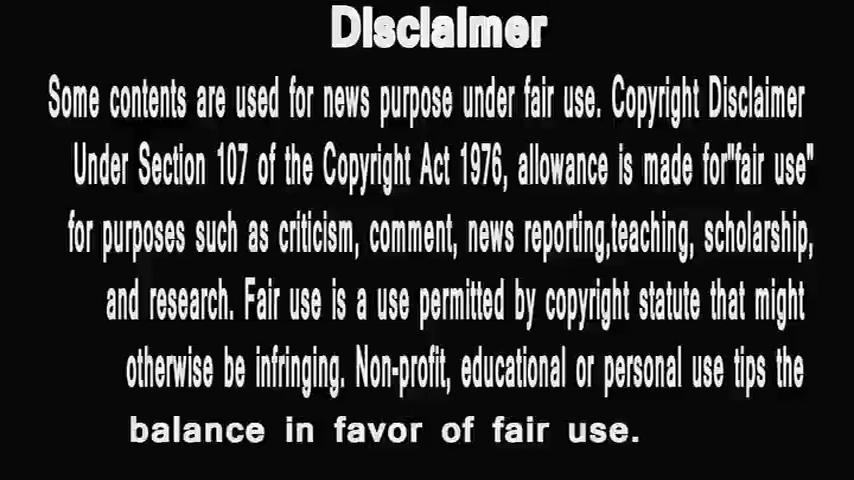 Disclaimer
Some contents are used for news purpose under fair use. Copyright Disclaimer
Under Section 107 of the Copyright Act 1976, allowance is made for"fair use"
for purposes such as criticism, comment, news reporting,teaching, scholarship,
and research. Fair use is a use permitted by copyright statute that might
otherwise be infringing. Non-profit, educational or personal use tips the
balance in favor of fair use.